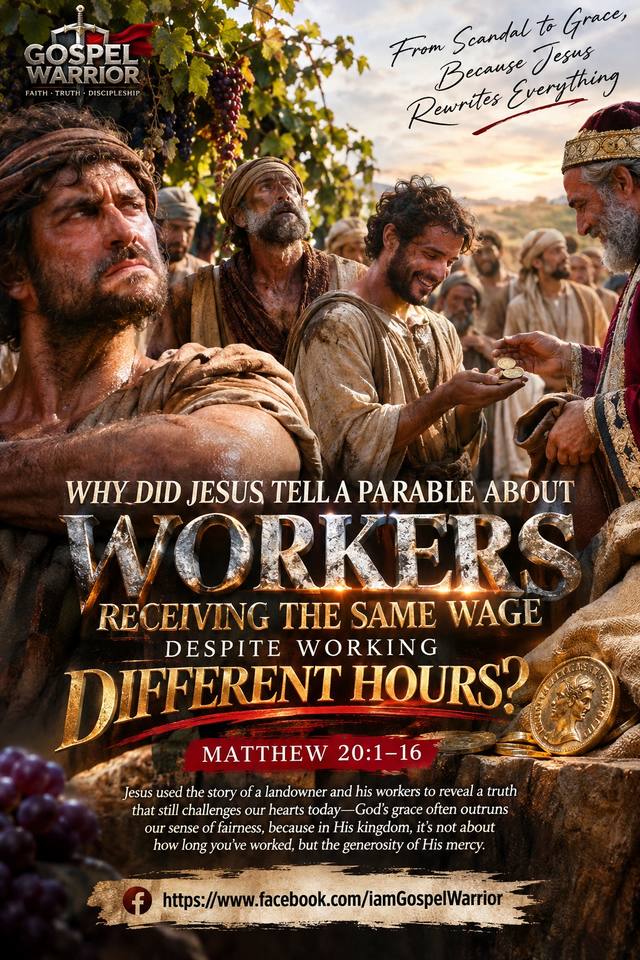 GOSPEL
WARRIOR
FAITH · TRUTH · DISCIPLESHIP
From Scandal to Grace,
Because Jesus
Rewrites Everything
WHY DID JESUS TELL A PARABLE ABOUT
WORKERS
RECEIVING THE SAME WAGE
DESPITE WORKING
DIFFERENT HOURS?
MATTHEW 20:1–16
Jesus used the story of a landowner and his workers to reveal a truth
that still challenges our hearts today—God's grace often outruns
our sense of fairness, because in His kingdom, it's not about
how long you've worked, but the generosity of His mercy.
https://www.facebook.com/iamGospelWarrior